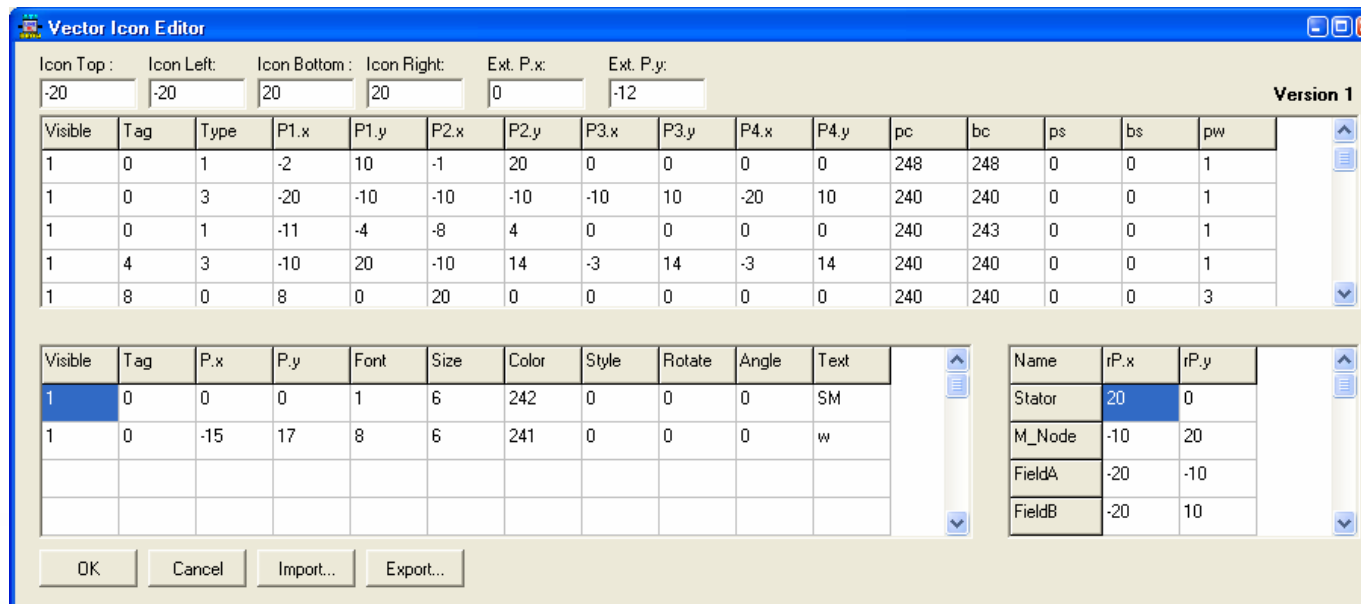 Vector Icon Editor
Icon Top : Icon Left: Icon Bottom : Icon Right: Ext. P.x: Ext. P.y:
-20 -20 20 20 0 -12 Version 1
Visible Tag Type P1.x P1.y P2.x P2.y P3.x P3.y P4.x P4.y pc bc ps bs pw
1 0 1 -2 10 -1 20 0 0 0 0 248 248 0 0 1
1 0 3 -20 -10 -10 -10 -10 10 -20 10 240 240 0 0 1
1 0 1 -11 -4 -8 4 0 0 0 0 240 243 0 0 1
1 4 3 -10 20 -10 14 -3 14 -3 14 240 240 0 0 1
1 8 0 8 0 20 0 0 0 0 0 240 240 0 0 3
Visible Tag P.x P.y Font Size Color Style Rotate Angle Text Name rP.x rP.y
1 0 0 0 1 6 242 0 0 0 SM Stator 20 0
1 0 -15 17 8 6 241 0 0 0 w M_Node -10 20
FieldA -20 -10
FieldB -20 10
OK Cancel Import... Export...